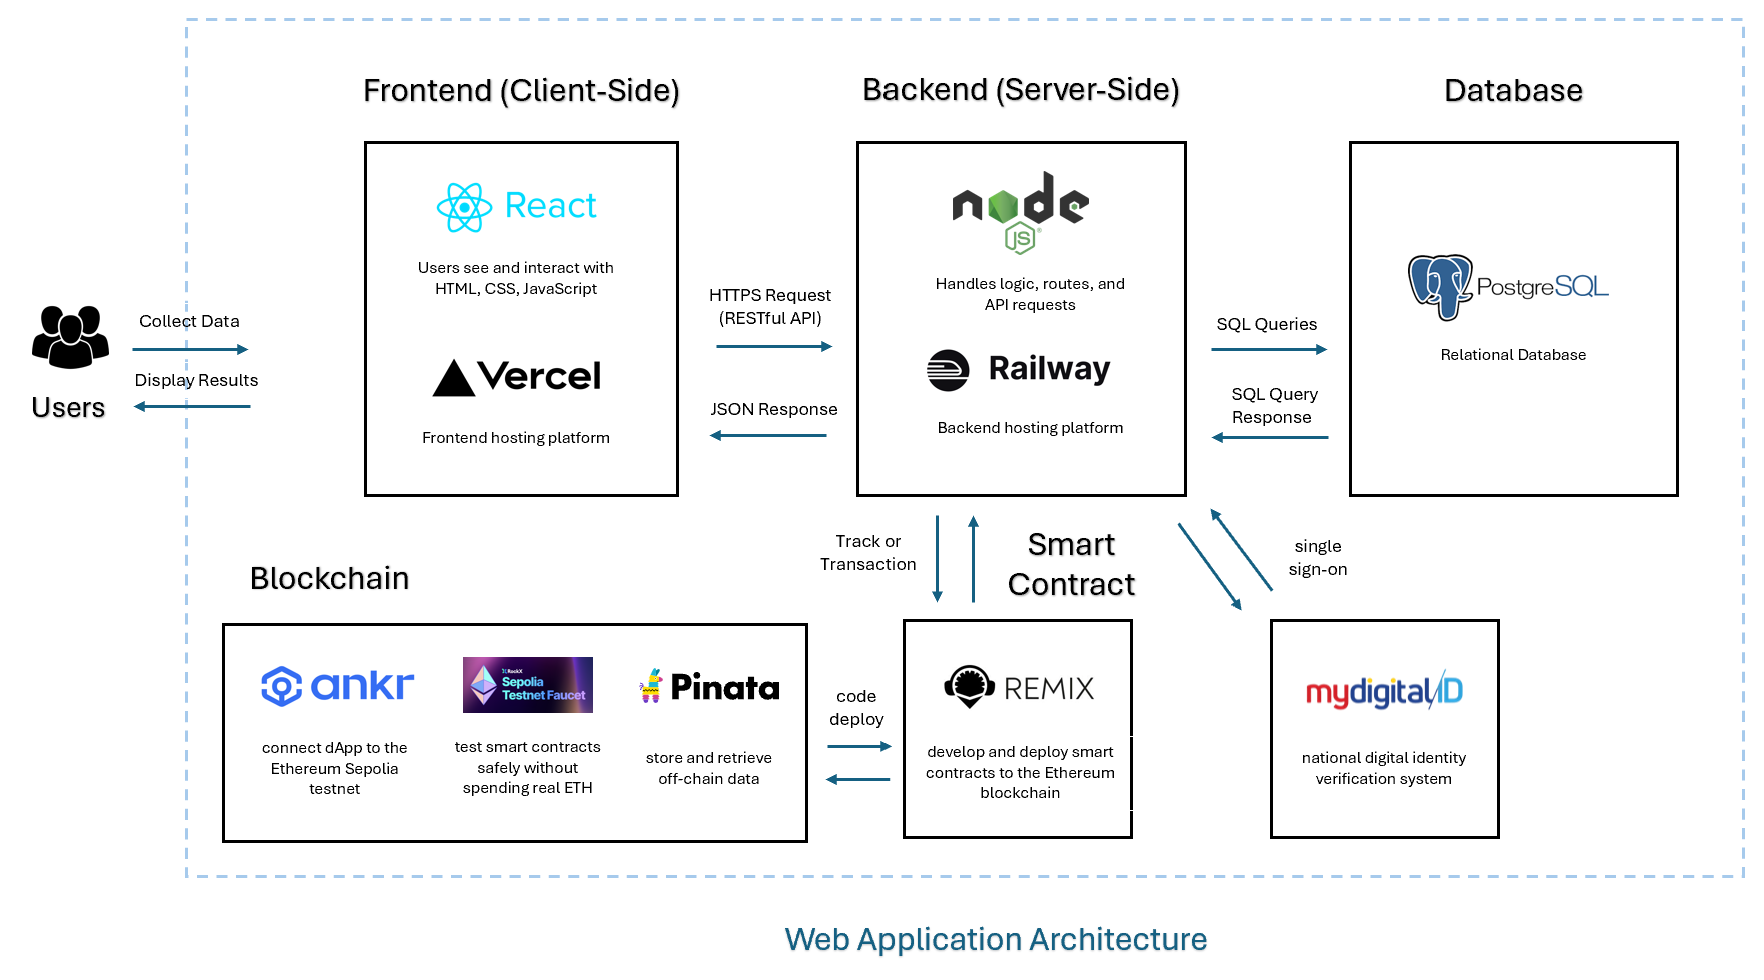 Frontend (Client-Side)
Backend (Server-Side)
Database
React
Users see and interact with
HTML, CSS, JavaScript
Vercel
Frontend hosting platform
node
JS
Handles logic, routes, and
API requests
Railway
Backend hosting platform
PostgreSQL
Relational Database
Collect Data
Display Results
Users
HTTPS Request
(RESTful API)
JSON Response
SQL Queries
SQL Query
Response
Track or
Transaction
Smart
Contract
single
sign-on
Blockchain
ankr
connect dApp to the
Ethereum Sepolia
testnet
RockX
Sepolia
Testnet Faucet
test smart contracts
safely without
spending real ETH
Pinata
store and retrieve
off-chain data
code
deploy
REMIX
develop and deploy smart
contracts to the Ethereum
blockchain
mydigitalID
national digital identity
verification system
Web Application Architecture